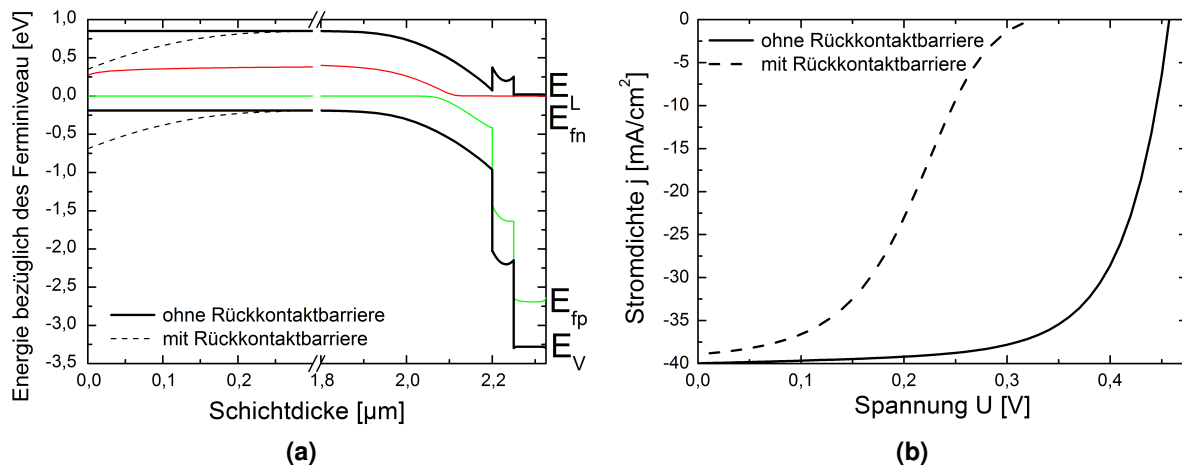 Energie bezüglich des Ferminiveau [eV]
1,0
0,5
0,0
-0,5
-1,0
-1,5
-2,0
-2,5
-3,0
-3,5
E_L
E_fn
E_fp
E_V
ohne Rückkontaktbarriere
mit Rückkontaktbarriere
0,0 0,1 0,2 1,8 2,0 2,2
Schichtdicke [µm]
(a)
Stromdichte j [mA/cm²]
0
-5
-10
-15
-20
-25
-30
-35
-40
ohne Rückkontaktbarriere
mit Rückkontaktbarriere
0,0 0,1 0,2 0,3 0,4
Spannung U [V]
(b)